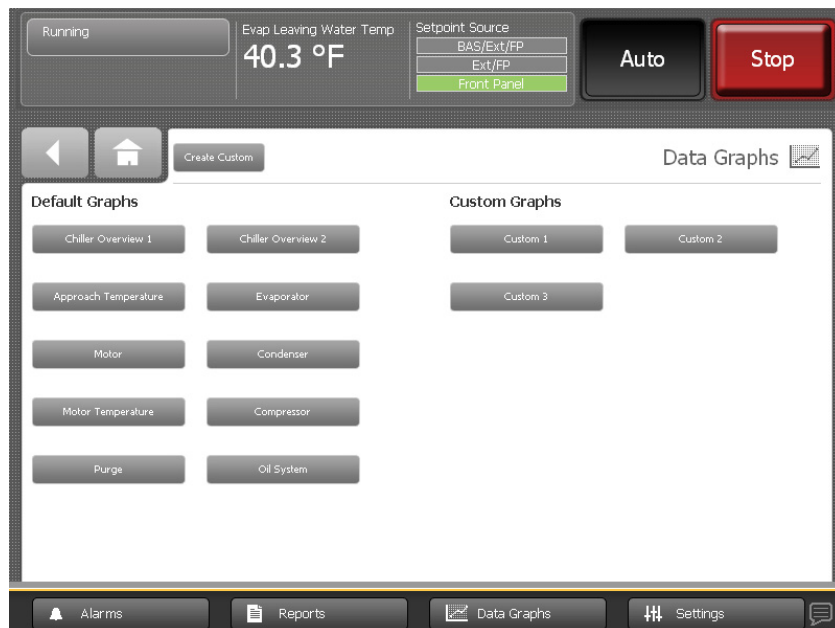 Running
Evap Leaving Water Temp
40.3 °F
Setpoint Source
BAS/Ext/FP
Ext/FP
Front Panel
Auto
Stop
Create Custom
Data Graphs
Default Graphs
Custom Graphs
Chiller Overview 1
Chiller Overview 2
Custom 1
Custom 2
Approach Temperature
Evaporator
Custom 3
Motor
Condenser
Motor Temperature
Compressor
Purge
Oil System
Alarms
Reports
Data Graphs
Settings